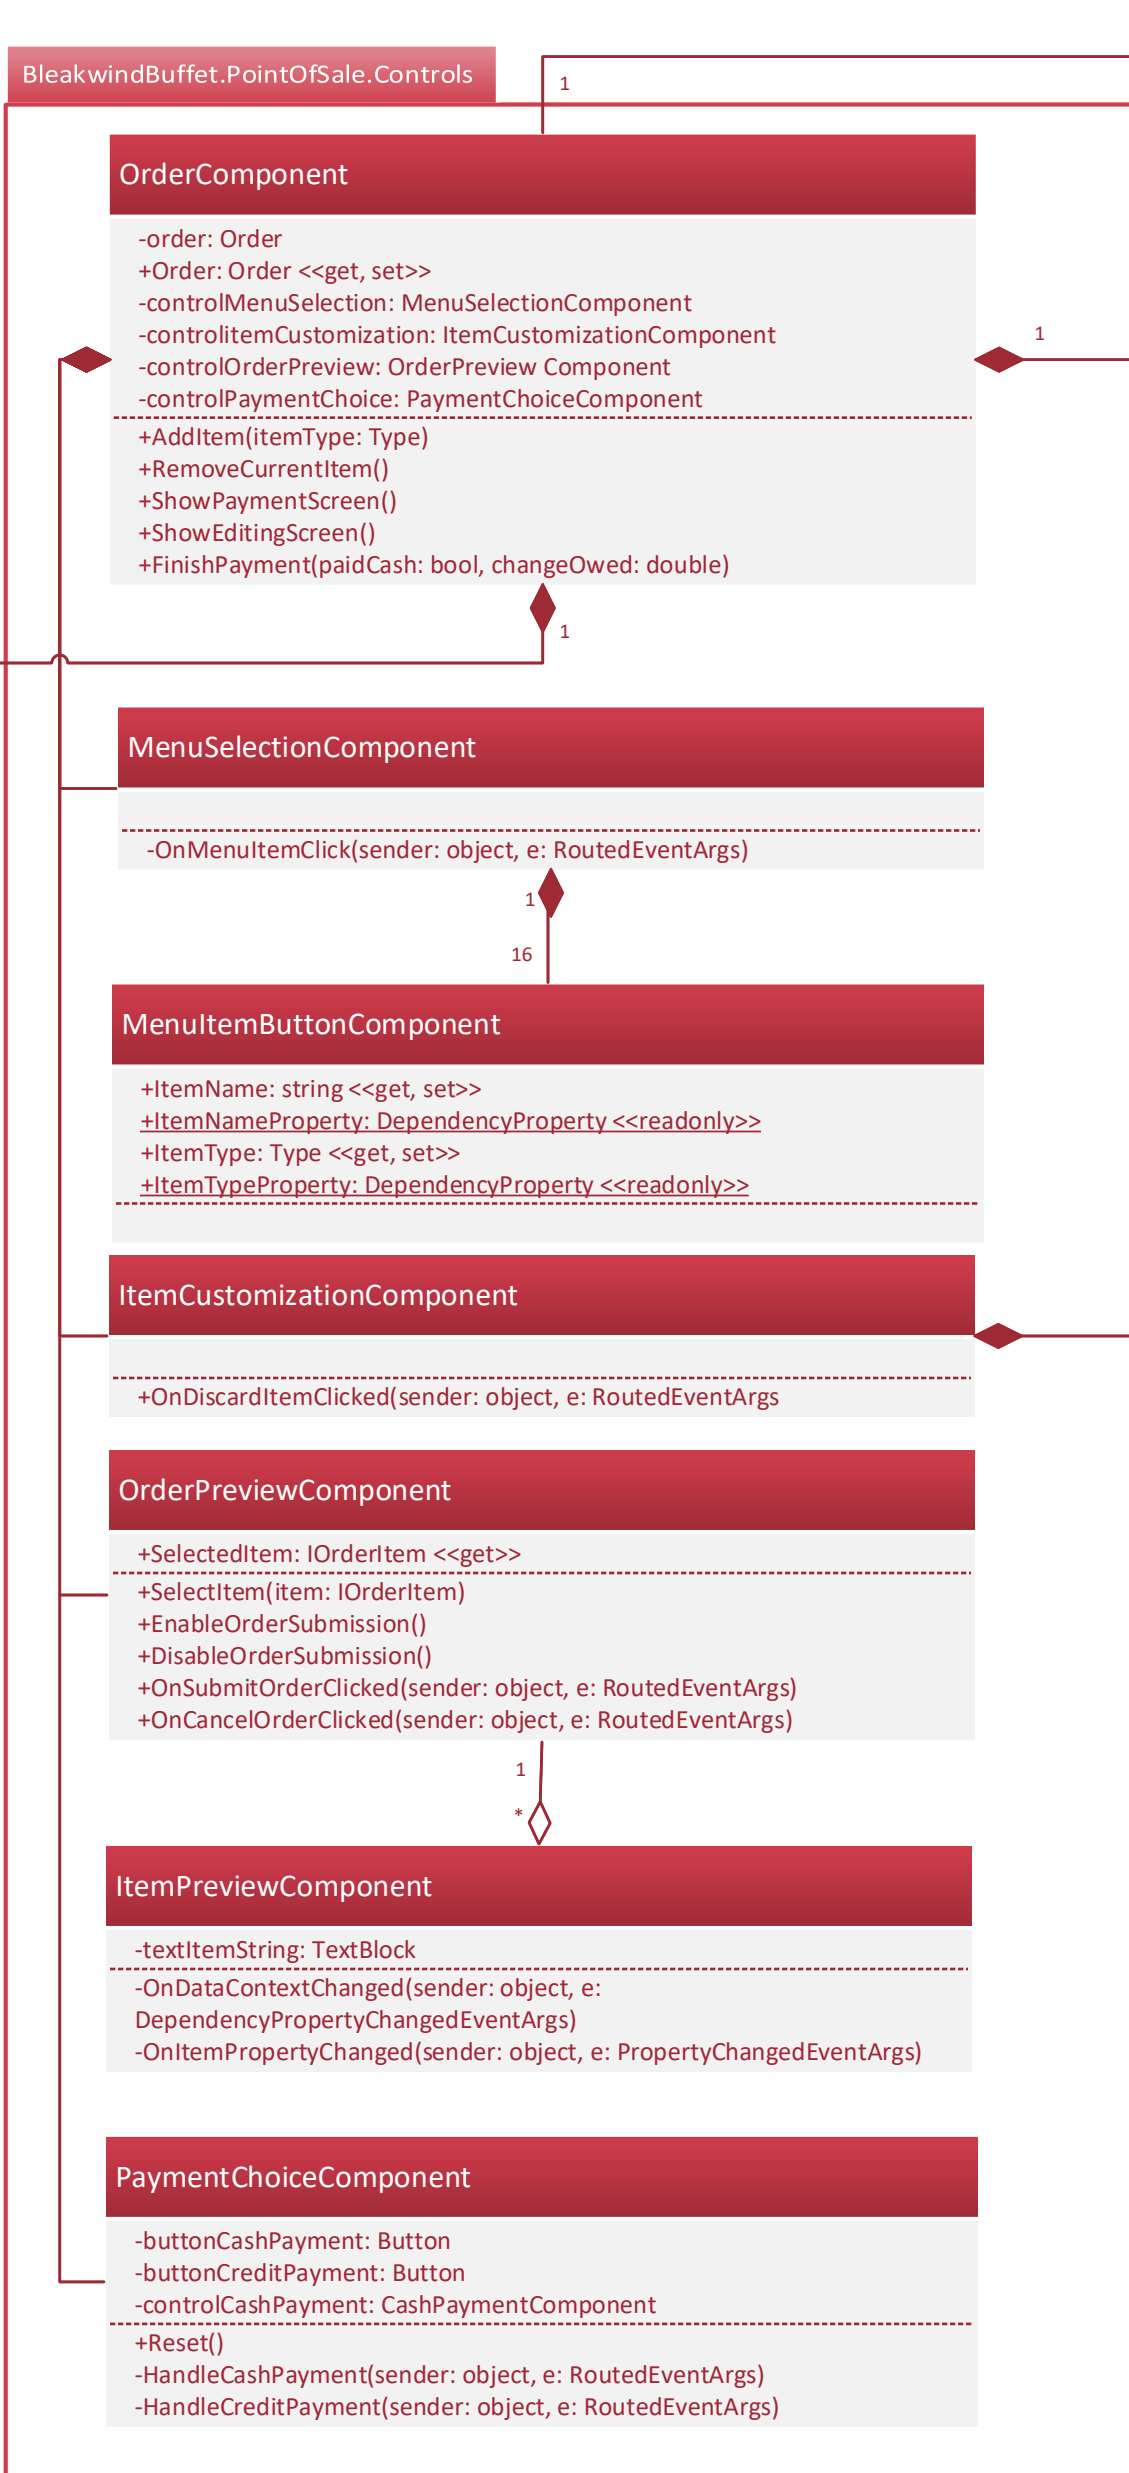 BleakwindBuffet.PointOfSale.Controls
1
OrderComponent
-order: Order
+Order: Order <<get, set>>
-controlMenuSelection: MenuSelectionComponent
-controlitemCustomization: ItemCustomizationComponent
1
-controlOrderPreview: OrderPreview Component
-controlPaymentChoice: PaymentChoiceComponent
+AddItem(itemType: Type)
+RemoveCurrentItem()
+ShowPaymentScreen()
+ShowEditingScreen()
+FinishPayment(paidCash: bool, changeOwed: double)
1
MenuSelectionComponent
-OnMenuItemClick(sender: object, e: RoutedEventArgs)
1
16
MenuItemButtonComponent
+ItemName: string <<get, set>>
+ItemNameProperty: DependencyProperty <<readonly>>
+ItemType: Type <<get, set>>
+ItemTypeProperty: DependencyProperty <<readonly>>
ItemCustomizationComponent
+OnDiscardItemClicked(sender: object, e: RoutedEventArgs
OrderPreviewComponent
+SelectedItem: IOrderItem <<get>>
+SelectItem(item: IOrderItem)
+EnableOrderSubmission()
+DisableOrderSubmission()
+OnSubmitOrderClicked(sender: object, e: RoutedEventArgs)
+OnCancelOrderClicked(sender: object, e: RoutedEventArgs)
1
*
ItemPreviewComponent
-textItemString: TextBlock
-OnDataContextChanged(sender: object, e:
DependencyPropertyChangedEventArgs)
-OnItemPropertyChanged(sender: object, e: PropertyChangedEventArgs)
PaymentChoiceComponent
-buttonCashPayment: Button
-buttonCreditPayment: Button
-controlCashPayment: CashPaymentComponent
+Reset()
-HandleCashPayment(sender: object, e: RoutedEventArgs)
-HandleCreditPayment(sender: object, e: RoutedEventArgs)